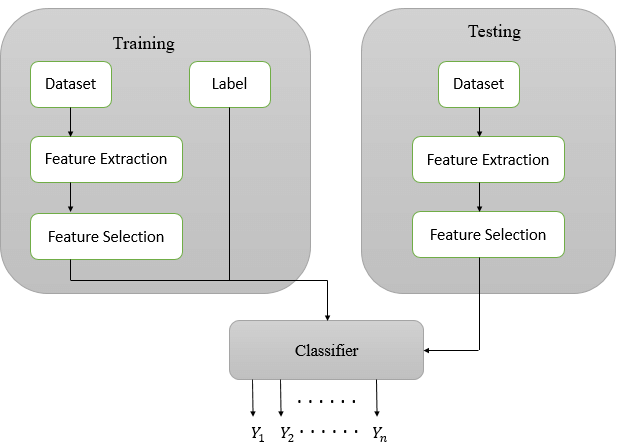 Training
Dataset
Label
Feature Extraction
Feature Selection
Testing
Dataset
Feature Extraction
Feature Selection
Classifier
· · · · · ·
Y₁ Y₂ · · · · · · Yₙ